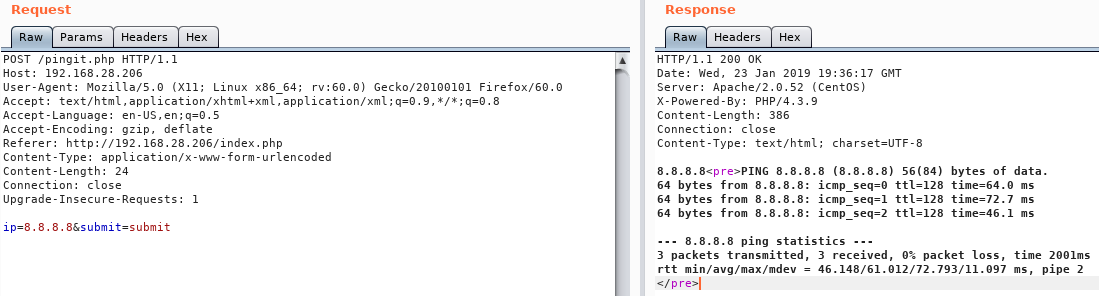 Request
Raw Params Headers Hex
POST /pingit.php HTTP/1.1
Host: 192.168.28.206
User-Agent: Mozilla/5.0 (X11; Linux x86_64; rv:60.0) Gecko/20100101 Firefox/60.0
Accept: text/html,application/xhtml+xml,application/xml;q=0.9,*/*;q=0.8
Accept-Language: en-US,en;q=0.5
Accept-Encoding: gzip, deflate
Referer: http://192.168.28.206/index.php
Content-Type: application/x-www-form-urlencoded
Content-Length: 24
Connection: close
Upgrade-Insecure-Requests: 1
ip=8.8.8.8&submit=submit
Response
Raw Headers Hex
HTTP/1.1 200 OK
Date: Wed, 23 Jan 2019 19:36:17 GMT
Server: Apache/2.0.52 (CentOS)
X-Powered-By: PHP/4.3.9
Content-Length: 386
Connection: close
Content-Type: text/html; charset=UTF-8
8.8.8.8<pre>PING 8.8.8.8 (8.8.8.8) 56(84) bytes of data.
64 bytes from 8.8.8.8: icmp_seq=0 ttl=128 time=64.0 ms
64 bytes from 8.8.8.8: icmp_seq=1 ttl=128 time=72.7 ms
64 bytes from 8.8.8.8: icmp_seq=2 ttl=128 time=46.1 ms
--- 8.8.8.8 ping statistics ---
3 packets transmitted, 3 received, 0% packet loss, time 2001ms
rtt min/avg/max/mdev = 46.148/61.012/72.793/11.097 ms, pipe 2
</pre>